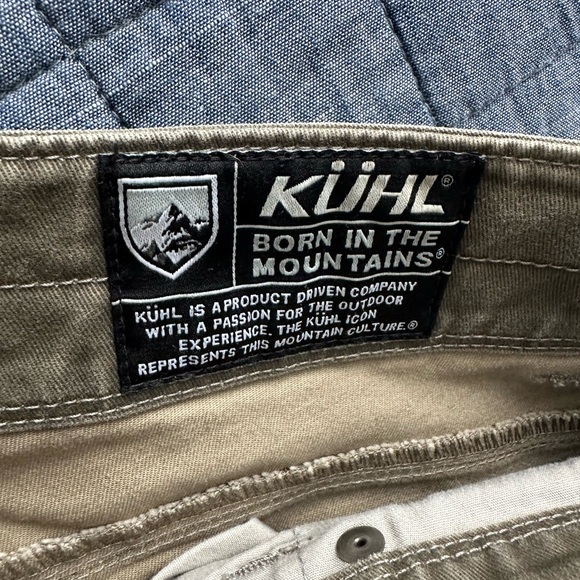 KÜHL®
BORN IN THE
MOUNTAINS®
KÜHL IS A PRODUCT DRIVEN COMPANY
WITH A PASSION FOR THE OUTDOOR
EXPERIENCE. THE KÜHL ICON
REPRESENTS THIS MOUNTAIN CULTURE.®